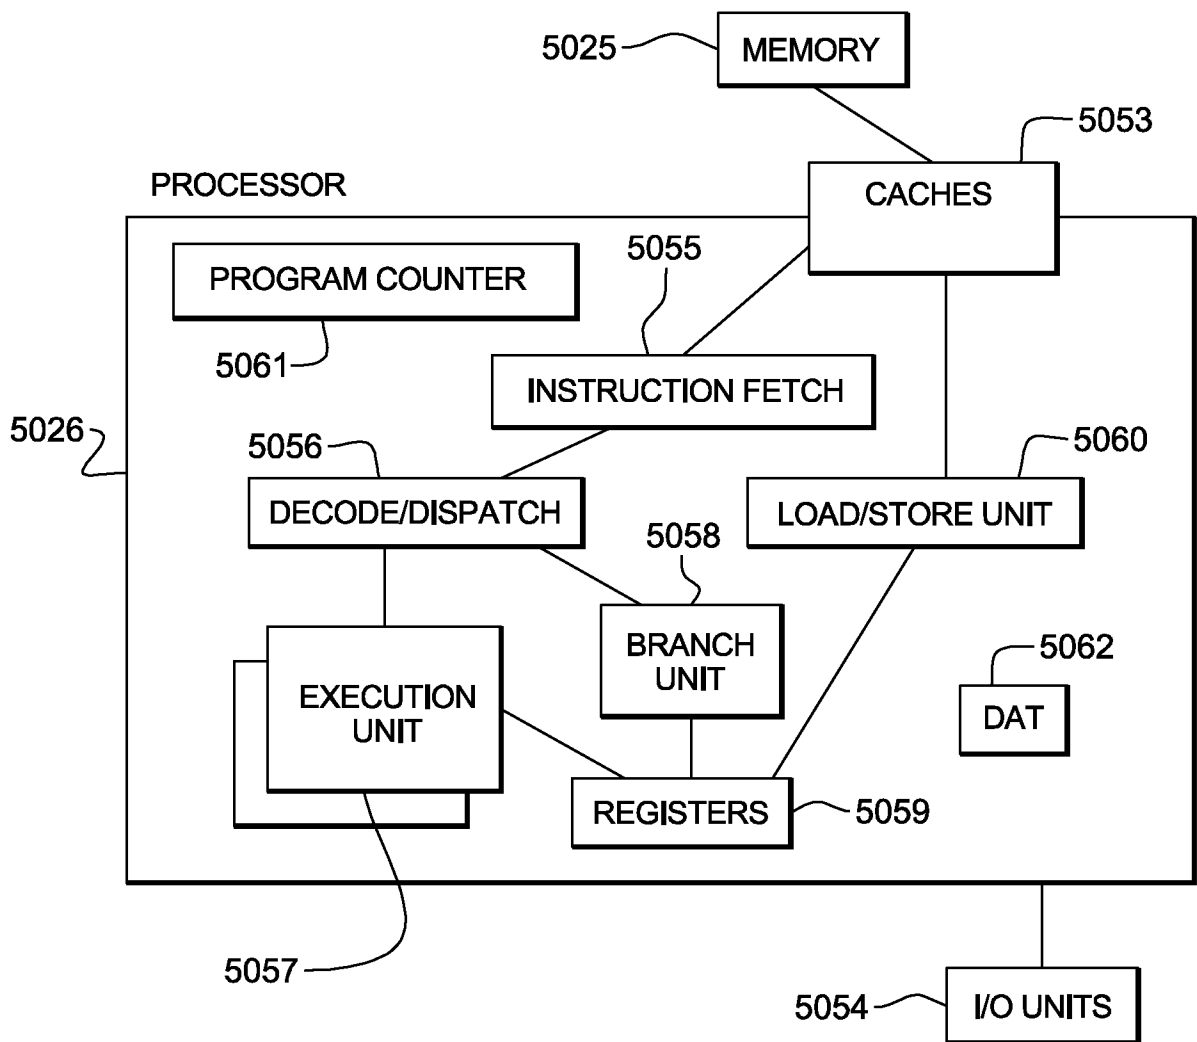 5025
MEMORY
5053
PROCESSOR
CACHES
PROGRAM COUNTER
5055
5061
INSTRUCTION FETCH
5026
5056
5060
DECODE/DISPATCH
LOAD/STORE UNIT
5058
BRANCH
UNIT
5062
EXECUTION
UNIT
DAT
REGISTERS
5059
5057
5054
I/O UNITS